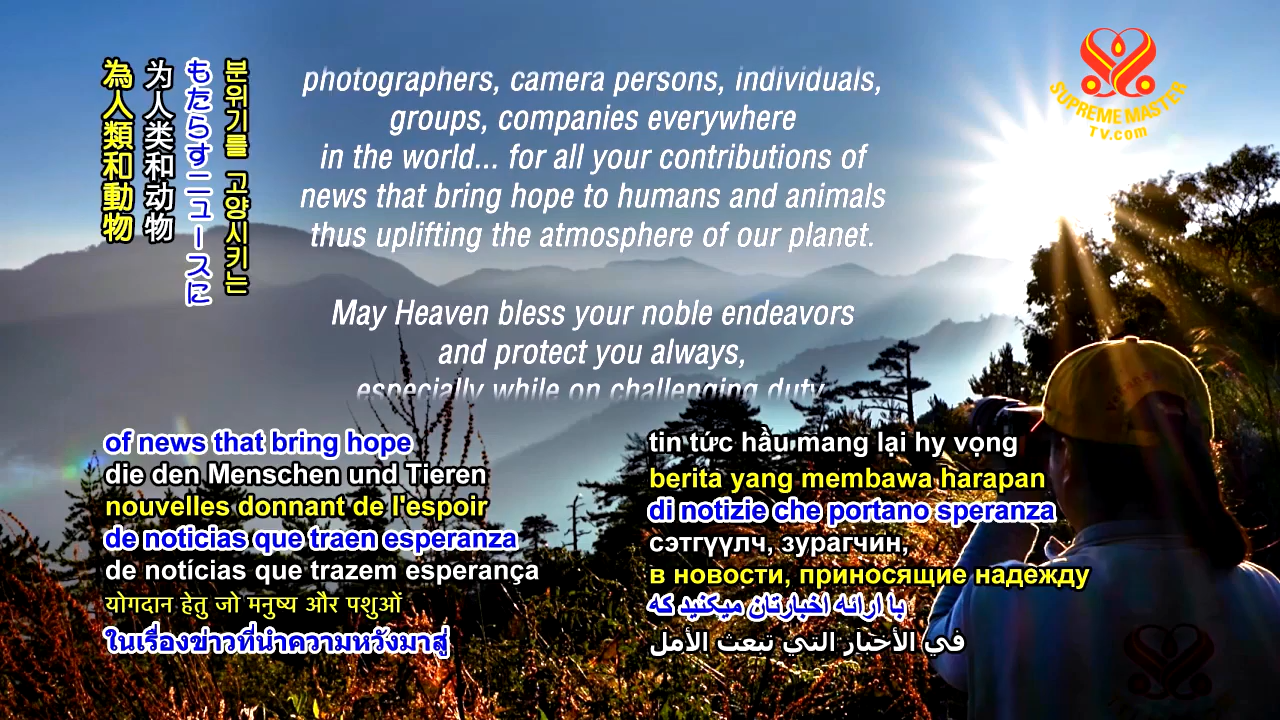 為人類和動物
为人类和动物
もたらすニュースに
분위기를 고양시키는
photographers, camera persons, individuals,
groups, companies everywhere
in the world... for all your contributions of
news that bring hope to humans and animals
thus uplifting the atmosphere of our planet.
May Heaven bless your noble endeavors
and protect you always,
especially while on challenging duty
SUPREME MASTER
TV.com
of news that bring hope
die den Menschen und Tieren
nouvelles donnant de l'espoir
de noticias que traen esperanza
de notícias que trazem esperança
योगदान हेतु जो मनुष्य और पशुओं
ในเรื่องข่าวที่นำความหวังมาสู่
tin tức hầu mang lại hy vọng
berita yang membawa harapan
di notizie che portano speranza
сэтгүүлч, зурагчин,
в новости, приносящие надежду
با ارائه اخبارتان میکنید که
في الأخبار التي تبعث الأمل